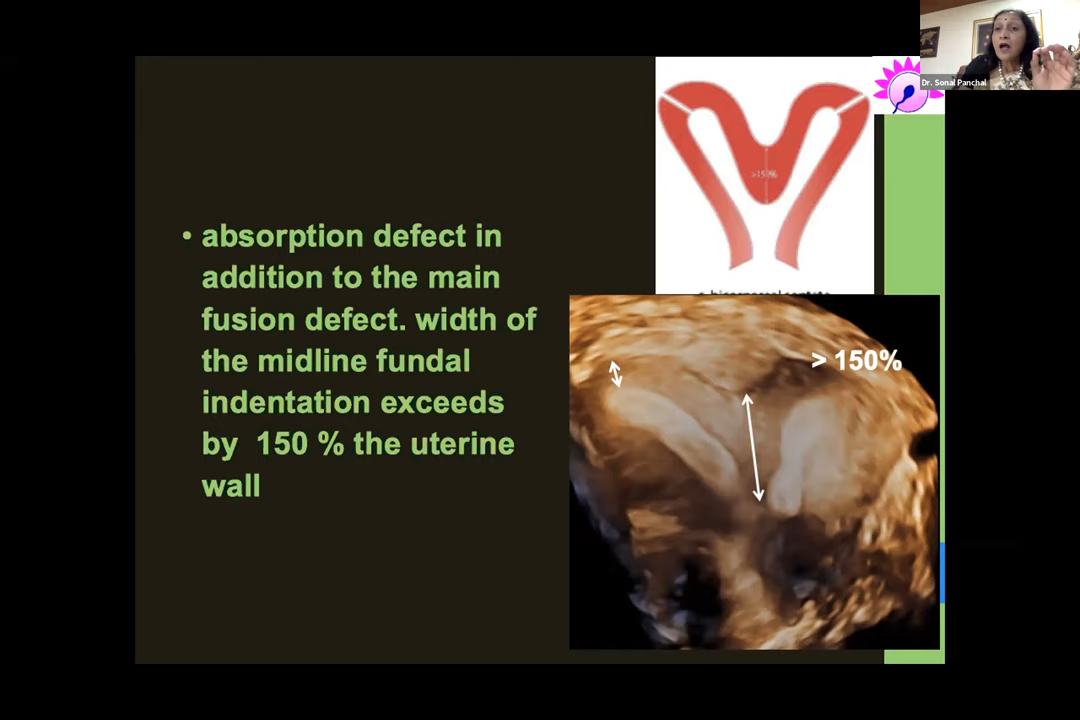 Dr. Sonal Panchal
>150%
• absorption defect in
addition to the main
fusion defect. width of
the midline fundal
indentation exceeds
by 150 % the uterine
wall
> 150%